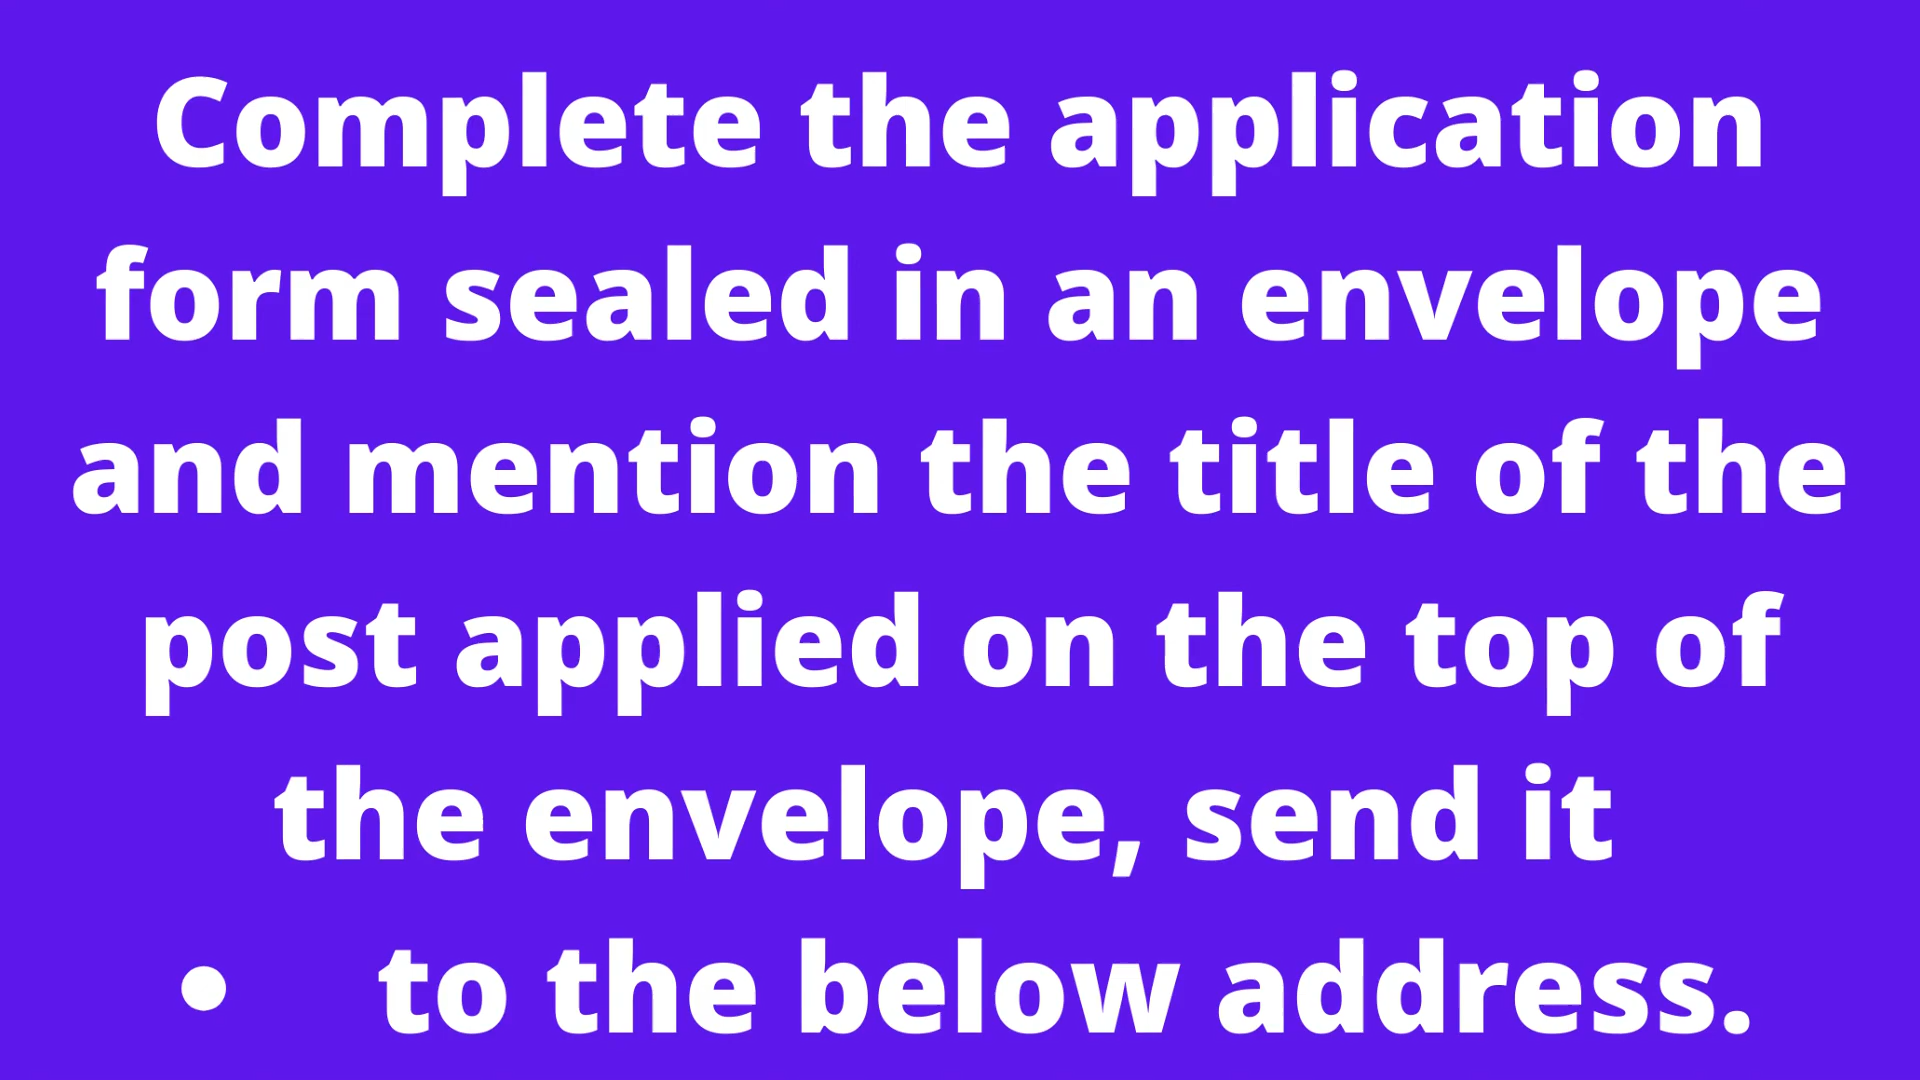 Complete the application
form sealed in an envelope
and mention the title of the
post applied on the top of
the envelope, send it
• to the below address.